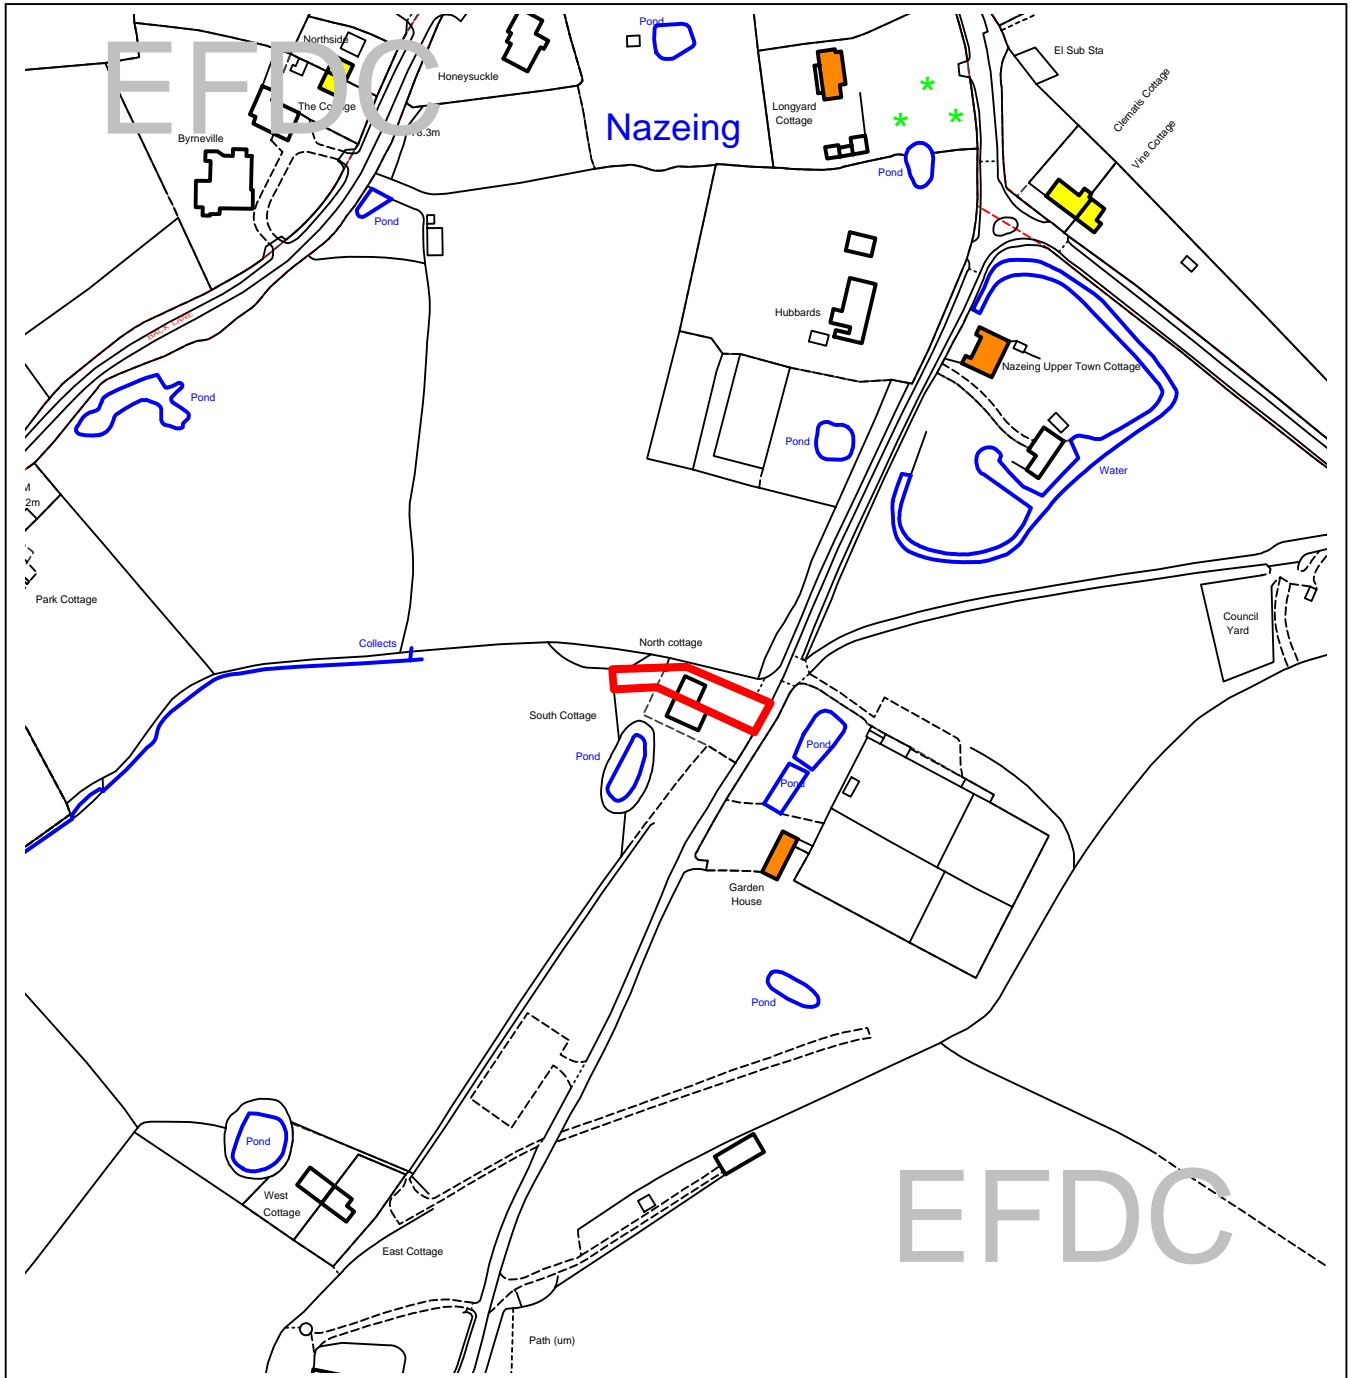 Pond
Northside
EFDC
El Sub Sta
Honeysuckle
Clematis Cottage
The Cottage
Longyard
Cottage
Nazeing
Byrneville
Vine Cottage
Pond
Pond
Hubbards
BACK LANE
Nazeing Upper Town Cottage
Pond
Pond
Water
Park Cottage
Council
Yard
Collects
North cottage
South Cottage
Pond
Pond
Pond
Garden
House
Pond
Pond
West
Cottage
EFDC
East Cottage
Path (um)